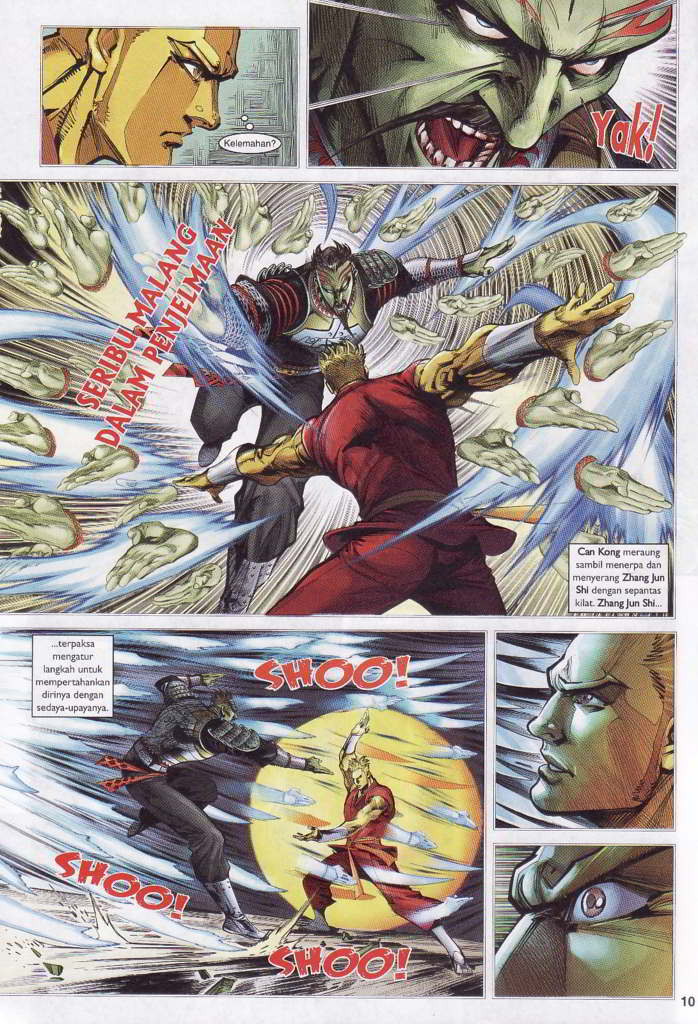 Kelemahan?
Yak!
SERIBU MALANG
DALAM PENJELMAAN
Can Kong meraung
sambil menerpa dan
menyerang Zhang Jun
Shi dengan sepantas
kilat. Zhang Jun Shi...
...terpaksa
mengatur
langkah untuk
mempertahankan
dirinya dengan
sedaya-upayanya.
SHOO!
SHOO!
SHOO!
10